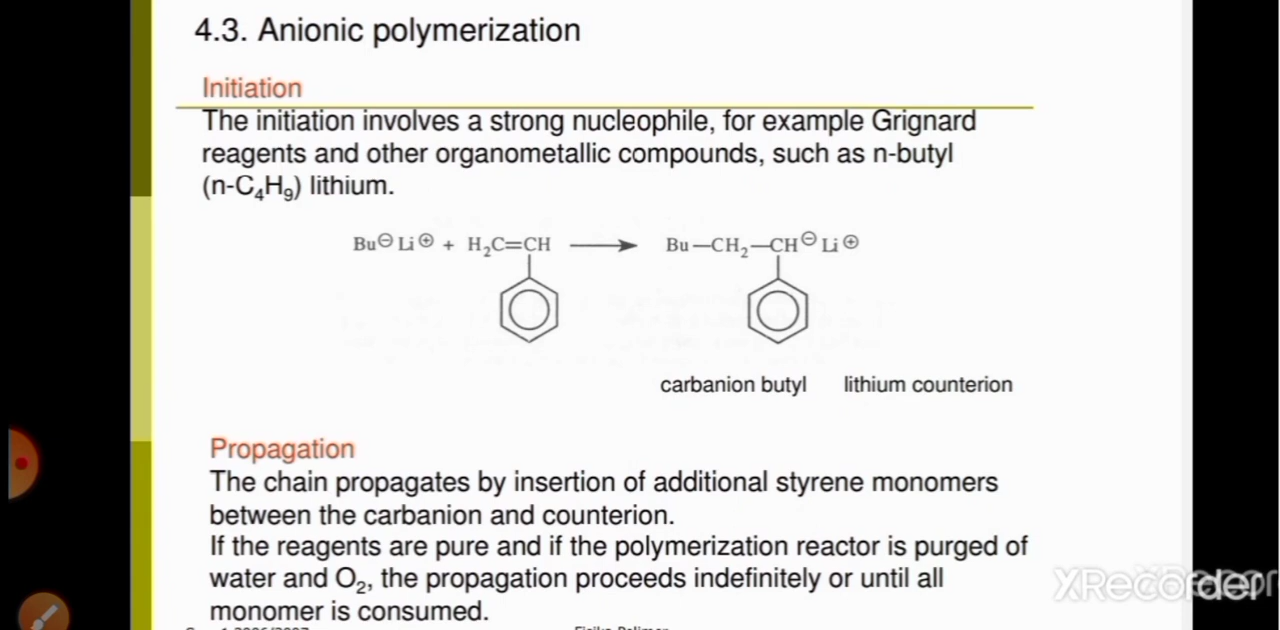 4.3. Anionic polymerization
Initiation
The initiation involves a strong nucleophile, for example Grignard
reagents and other organometallic compounds, such as n-butyl
(n-C₄H₉) lithium.
Bu⊖ Li⊕ + H₂C=CH ⟶ Bu—CH₂—CH⊖ Li⊕
carbanion butyl lithium counterion
Propagation
The chain propagates by insertion of additional styrene monomers
between the carbanion and counterion.
If the reagents are pure and if the polymerization reactor is purged of
water and O₂, the propagation proceeds indefinitely or until all
monomer is consumed.
XRecorder